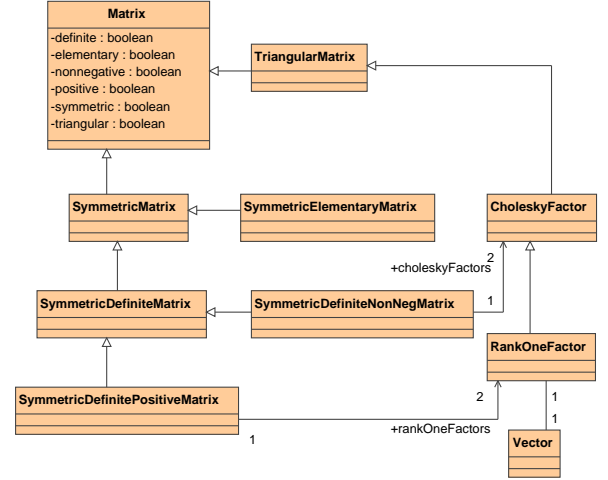 Matrix
-definite : boolean
-elementary : boolean
-nonnegative : boolean
-positive : boolean
-symmetric : boolean
-triangular : boolean
TriangularMatrix
SymmetricMatrix
SymmetricElementaryMatrix
CholeskyFactor
2
+choleskyFactors
SymmetricDefiniteMatrix
SymmetricDefiniteNonNegMatrix
1
RankOneFactor
SymmetricDefinitePositiveMatrix
2
1
1
+rankOneFactors
1
Vector